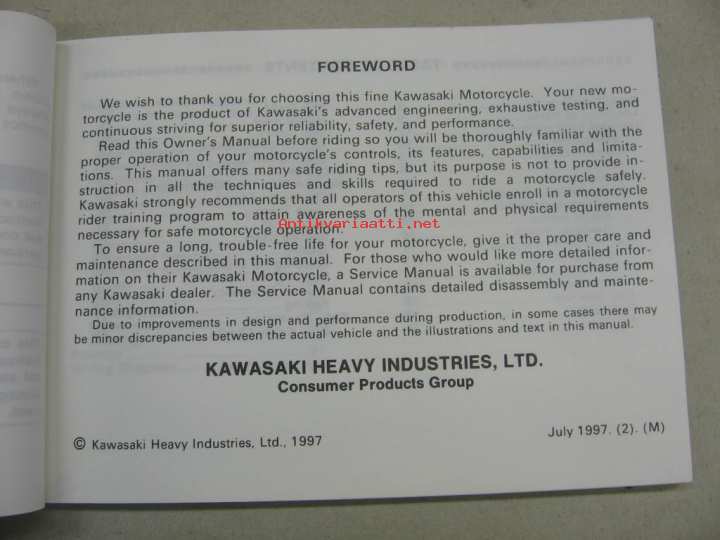 FOREWORD
We wish to thank you for choosing this fine Kawasaki Motorcycle. Your new mo-
torcycle is the product of Kawasaki's advanced engineering, exhaustive testing, and
continuous striving for superior reliability, safety, and performance.
Read this Owner's Manual before riding so you will be thoroughly familiar with the
proper operation of your motorcycle's controls, its features, capabilities and limita-
tions. This manual offers many safe riding tips, but its purpose is not to provide in-
struction in all the techniques and skills required to ride a motorcycle safely.
Kawasaki strongly recommends that all operators of this vehicle enroll in a motorcycle
rider training program to attain awareness of the mental and physical requirements
necessary for safe motorcycle operation.
Antikvariaatti.net
To ensure a long, trouble-free life for your motorcycle, give it the proper care and
maintenance described in this manual. For those who would like more detailed infor-
mation on their Kawasaki Motorcycle, a Service Manual is available for purchase from
any Kawasaki dealer. The Service Manual contains detailed disassembly and mainte-
nance information.
Due to improvements in design and performance during production, in some cases there may
be minor discrepancies between the actual vehicle and the illustrations and text in this manual.
KAWASAKI HEAVY INDUSTRIES, LTD.
Consumer Products Group
© Kawasaki Heavy Industries, Ltd., 1997
July 1997. (2). (M)